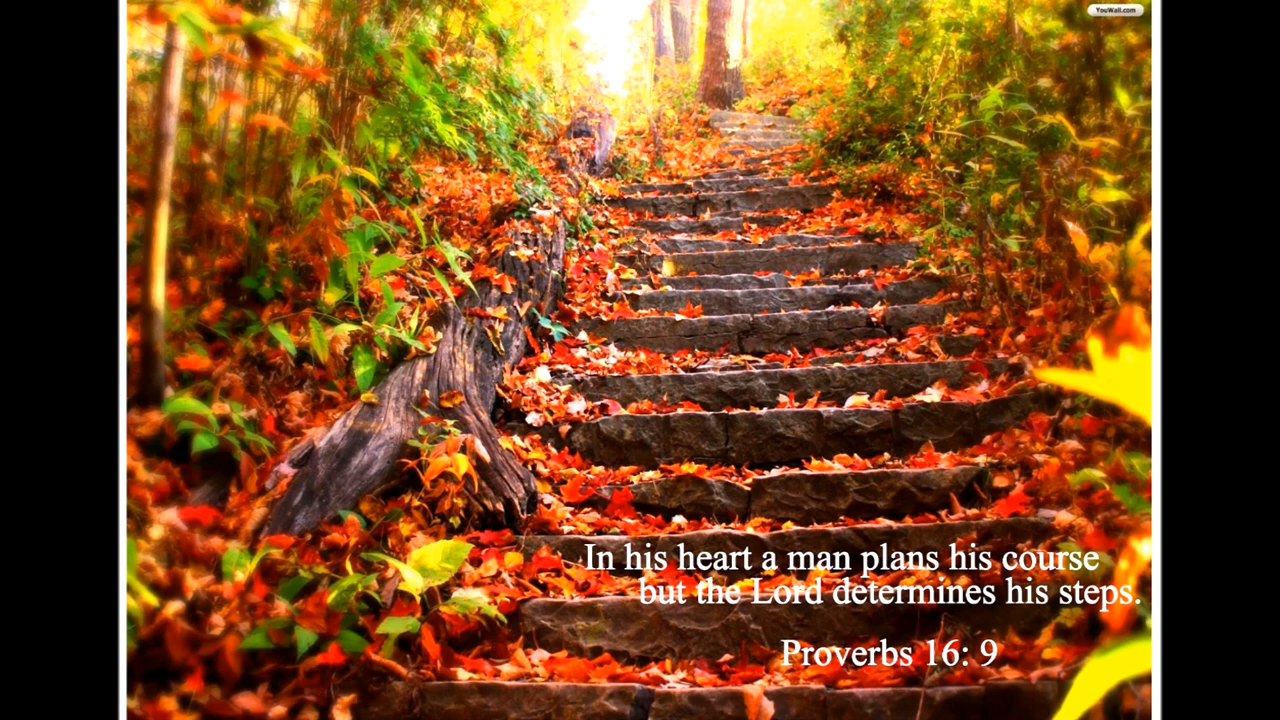 YouWall.com
In his heart a man plans his course
but the Lord determines his steps.
Proverbs 16: 9